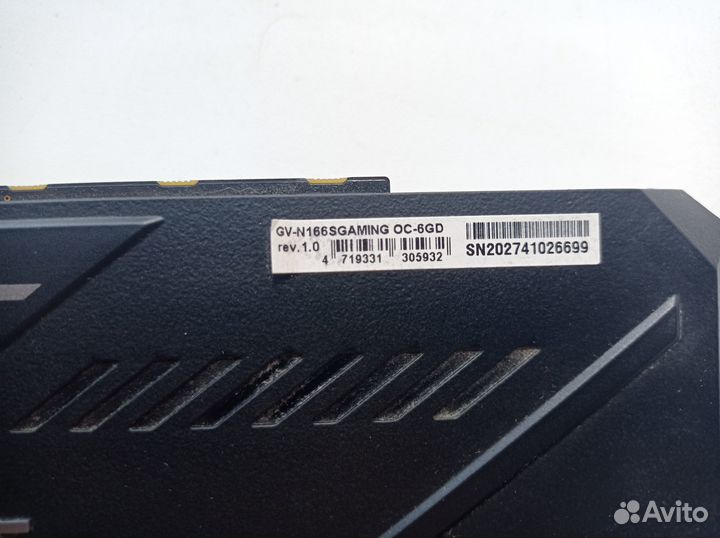 GV-N166SGAMING OC-6GD
rev.1.0
4 719331 305932
SN202741026699
Avito